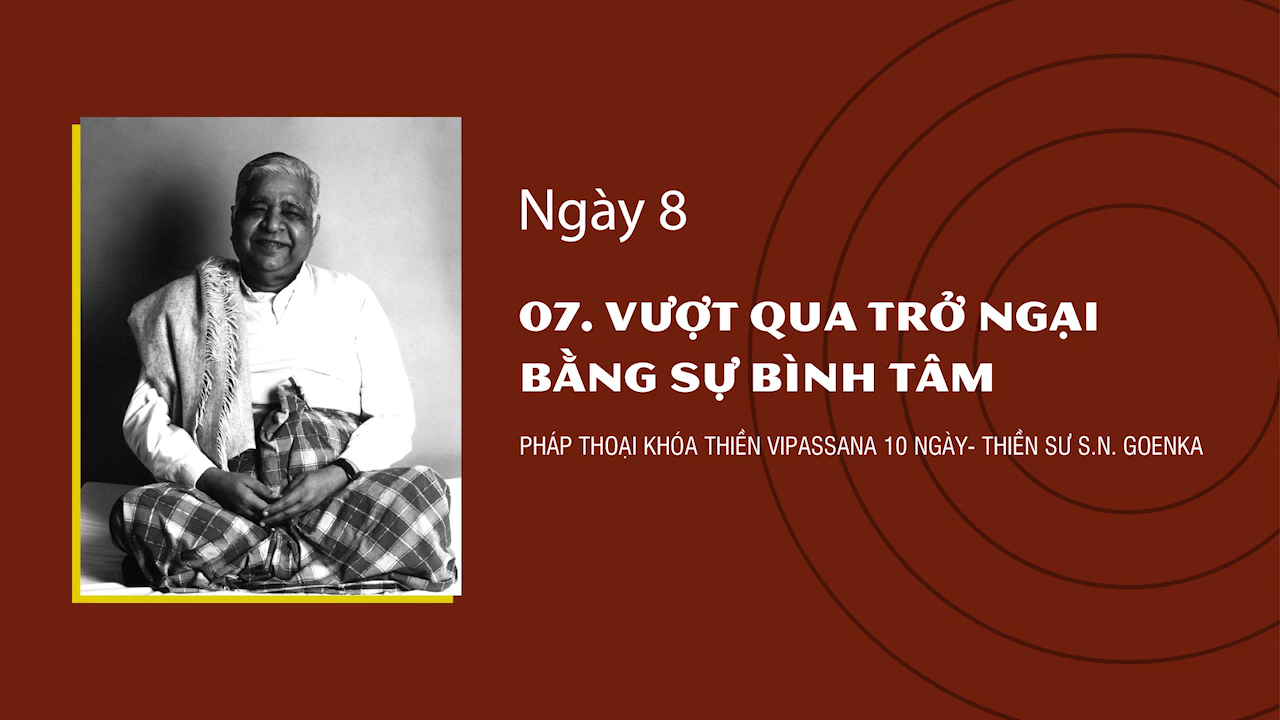 Ngày 8
07. VƯỢT QUA TRỞ NGẠI
BẰNG SỰ BÌNH TÂM
PHÁP THOẠI KHÓA THIỀN VIPASSANA 10 NGÀY- THIỀN SƯ S.N. GOENKA